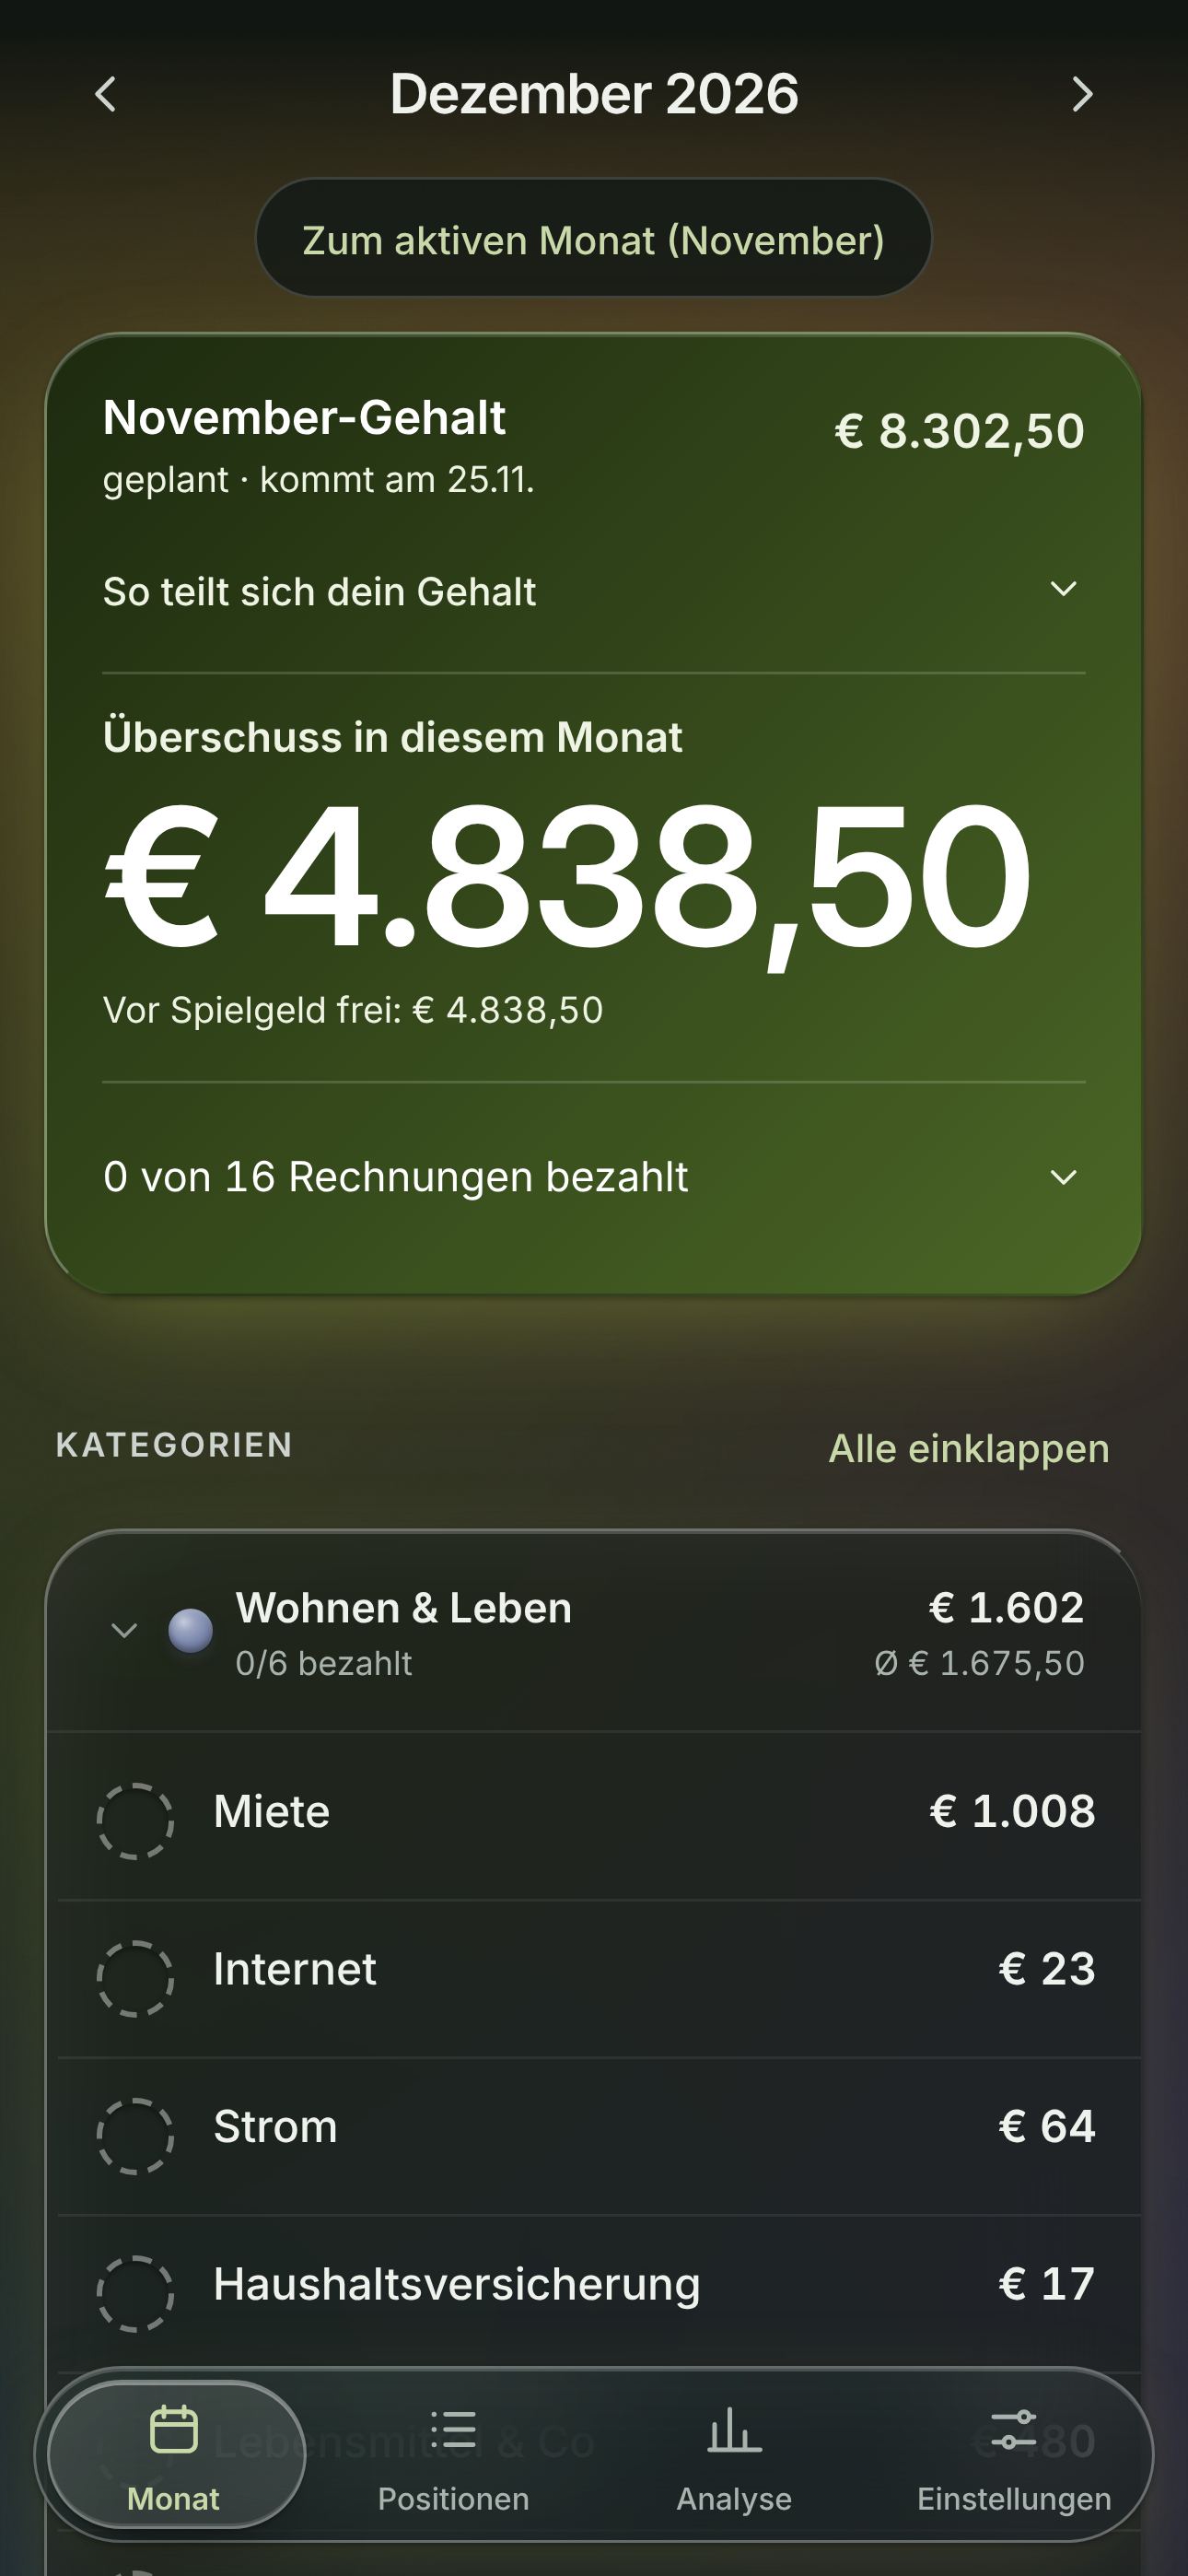 Dezember 2026
Zum aktiven Monat (November)
November-Gehalt
€ 8.302,50
geplant · kommt am 25.11.
So teilt sich dein Gehalt
Überschuss in diesem Monat
€ 4.838,50
Vor Spielgeld frei: € 4.838,50
0 von 16 Rechnungen bezahlt
KATEGORIEN
Alle einklappen
Wohnen & Leben
€ 1.602
0/6 bezahlt
Ø € 1.675,50
Miete
€ 1.008
Internet
€ 23
Strom
€ 64
Haushaltsversicherung
€ 17
Lebensmittel & Co
Monat
Positionen
Analyse
Einstellungen